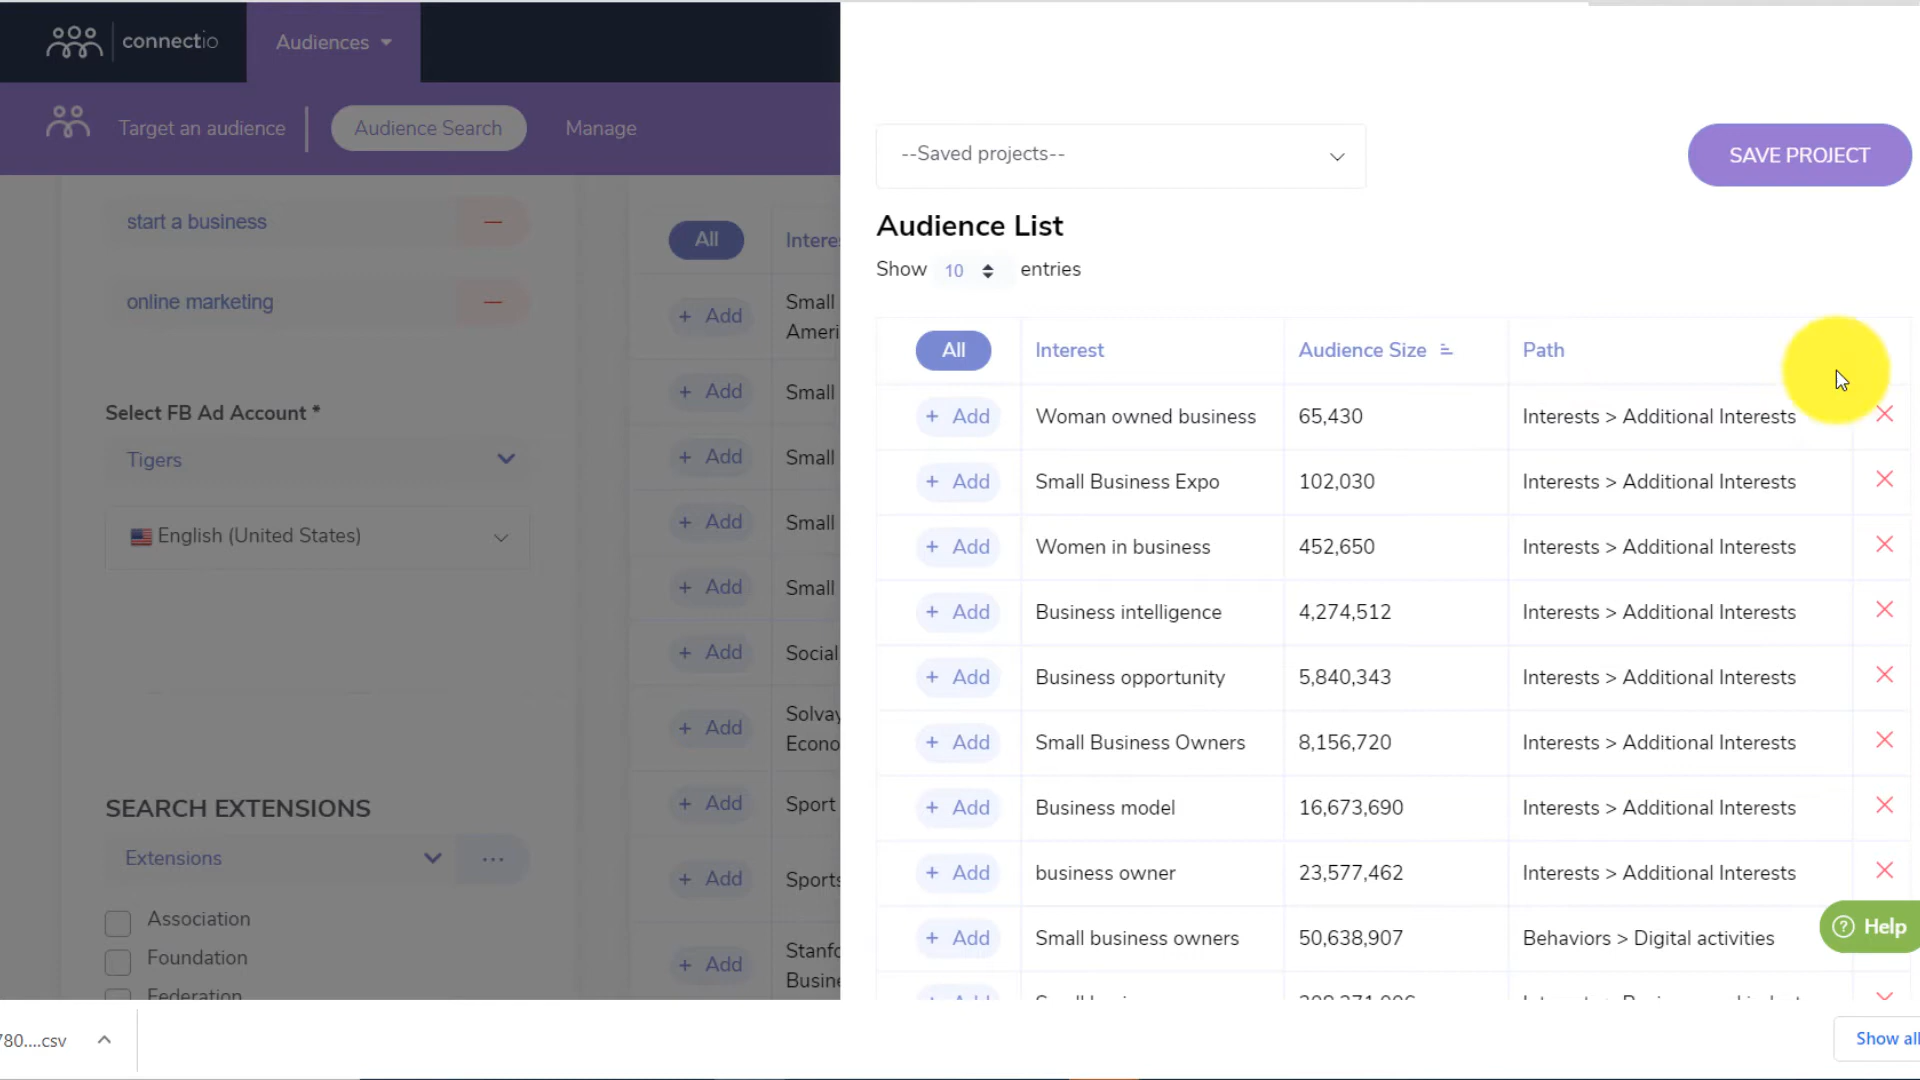 connectio
Audiences
Target an audience
Audience Search
Manage
start a business
online marketing
Select FB Ad Account *
Tigers
English (United States)
SEARCH EXTENSIONS
Extensions
Association
Foundation
Federation
All
+ Add Small
+ Add Small
+ Add Small
+ Add Small
+ Add Small
+ Add Social
+ Add
+ Add Sport
+ Add
+ Add
--Saved projects--
SAVE PROJECT
Audience List
Show 10 entries
All Interest Audience Size Path
+ Add Woman owned business 65,430 Interests > Additional Interests
+ Add Small Business Expo 102,030 Interests > Additional Interests
+ Add Women in business 452,650 Interests > Additional Interests
+ Add Business intelligence 4,274,512 Interests > Additional Interests
+ Add Business opportunity 5,840,343 Interests > Additional Interests
+ Add Small Business Owners 8,156,720 Interests > Additional Interests
+ Add Business model 16,673,690 Interests > Additional Interests
+ Add business owner 23,577,462 Interests > Additional Interests
+ Add Small business owners 50,638,907 Behaviors > Digital activities
? Help
780....csv
Show all